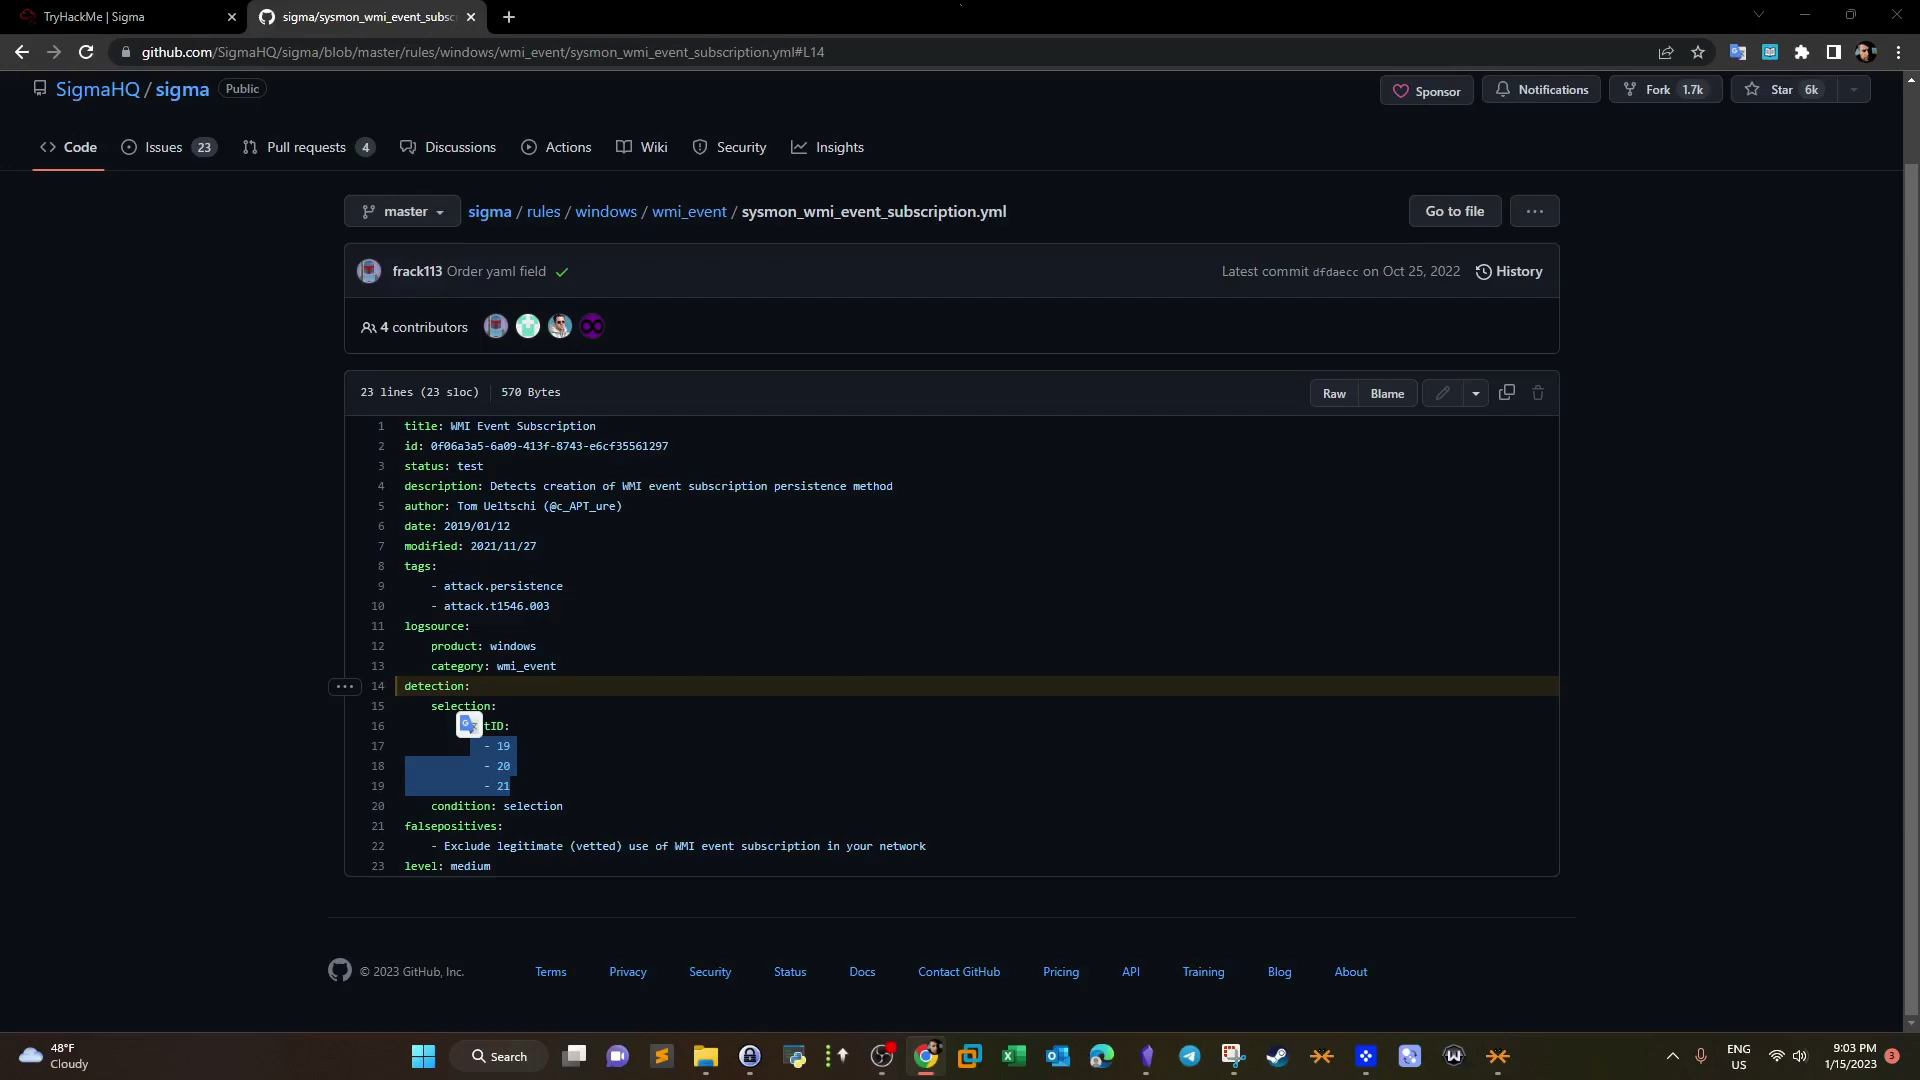 TryHackMe | Sigma
sigma/sysmon_wmi_event_subsc
github.com/SigmaHQ/sigma/blob/master/rules/windows/wmi_event/sysmon_wmi_event_subscription.yml#L14
SigmaHQ / sigma Public
Sponsor Notifications Fork 1.7k Star 6k
Code Issues 23 Pull requests 4 Discussions Actions Wiki Security Insights
master sigma / rules / windows / wmi_event / sysmon_wmi_event_subscription.yml Go to file
frack113 Order yaml field Latest commit dfdaecc on Oct 25, 2022 History
4 contributors
23 lines (23 sloc) 570 Bytes Raw Blame
1 title: WMI Event Subscription
2 id: 0f06a3a5-6a09-413f-8743-e6cf35561297
3 status: test
4 description: Detects creation of WMI event subscription persistence method
5 author: Tom Ueltschi (@c_APT_ure)
6 date: 2019/01/12
7 modified: 2021/11/27
8 tags:
9 - attack.persistence
10 - attack.t1546.003
11 logsource:
12 product: windows
13 category: wmi_event
14 detection:
15 selection:
16 tID:
17 - 19
18 - 20
19 - 21
20 condition: selection
21 falsepositives:
22 - Exclude legitimate (vetted) use of WMI event subscription in your network
23 level: medium
© 2023 GitHub, Inc. Terms Privacy Security Status Docs Contact GitHub Pricing API Training Blog About
48°F
Cloudy
Search
ENG
US
9:03 PM
1/15/2023
3